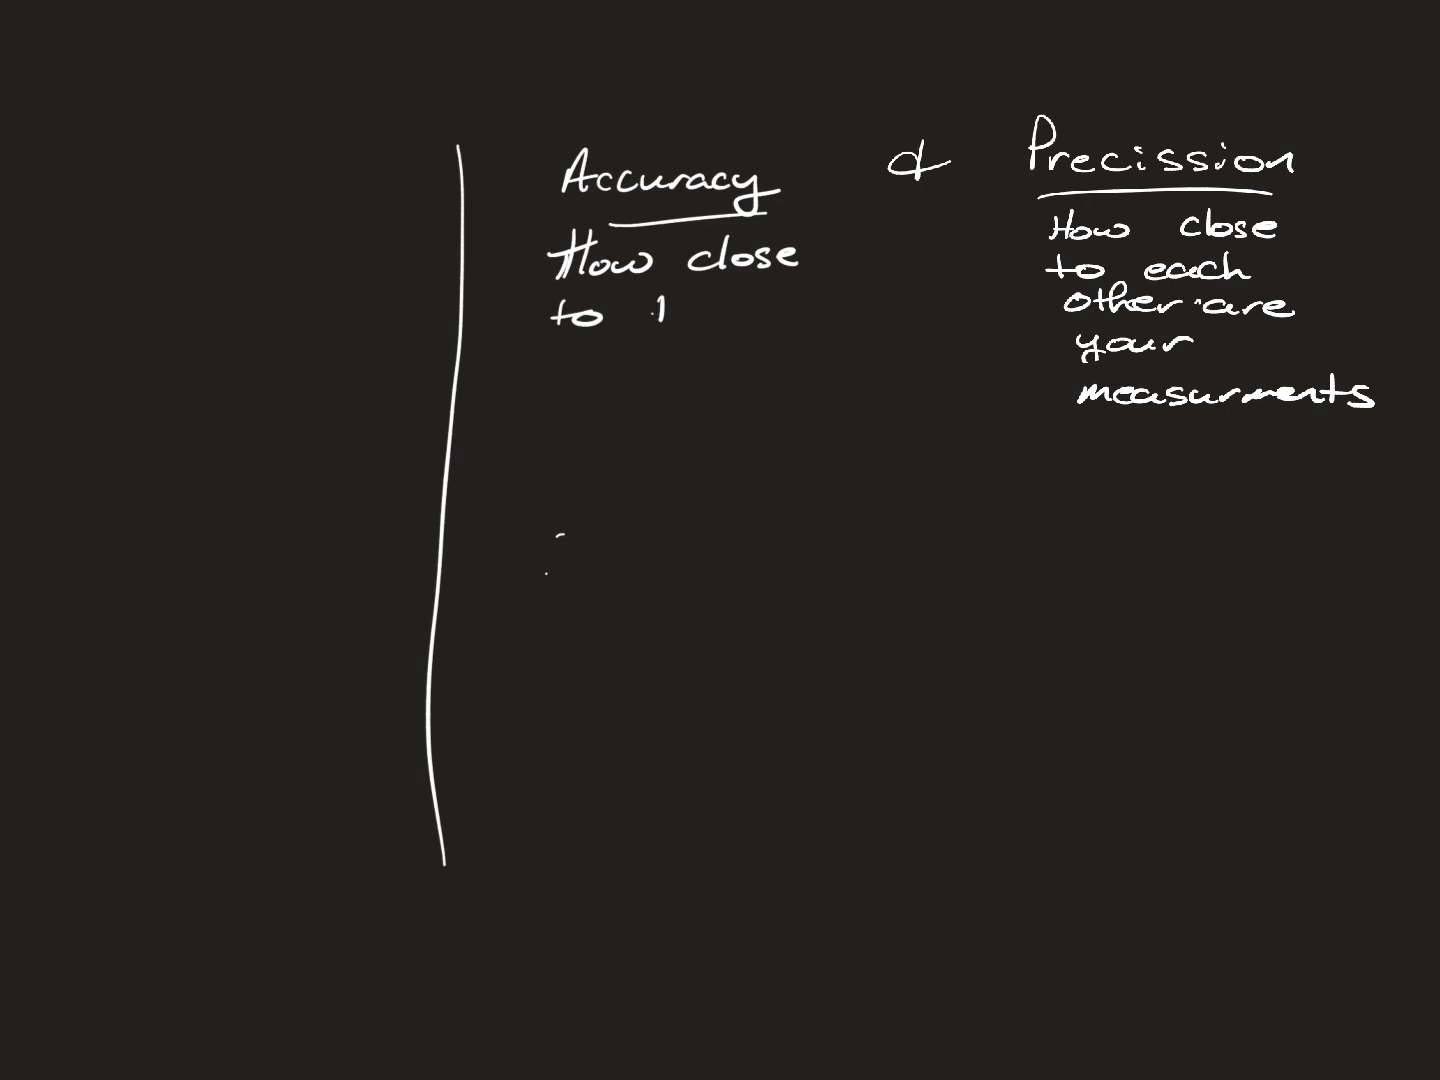 Accuracy & Precission
How close
to
How close
to each
other are
your
measurments